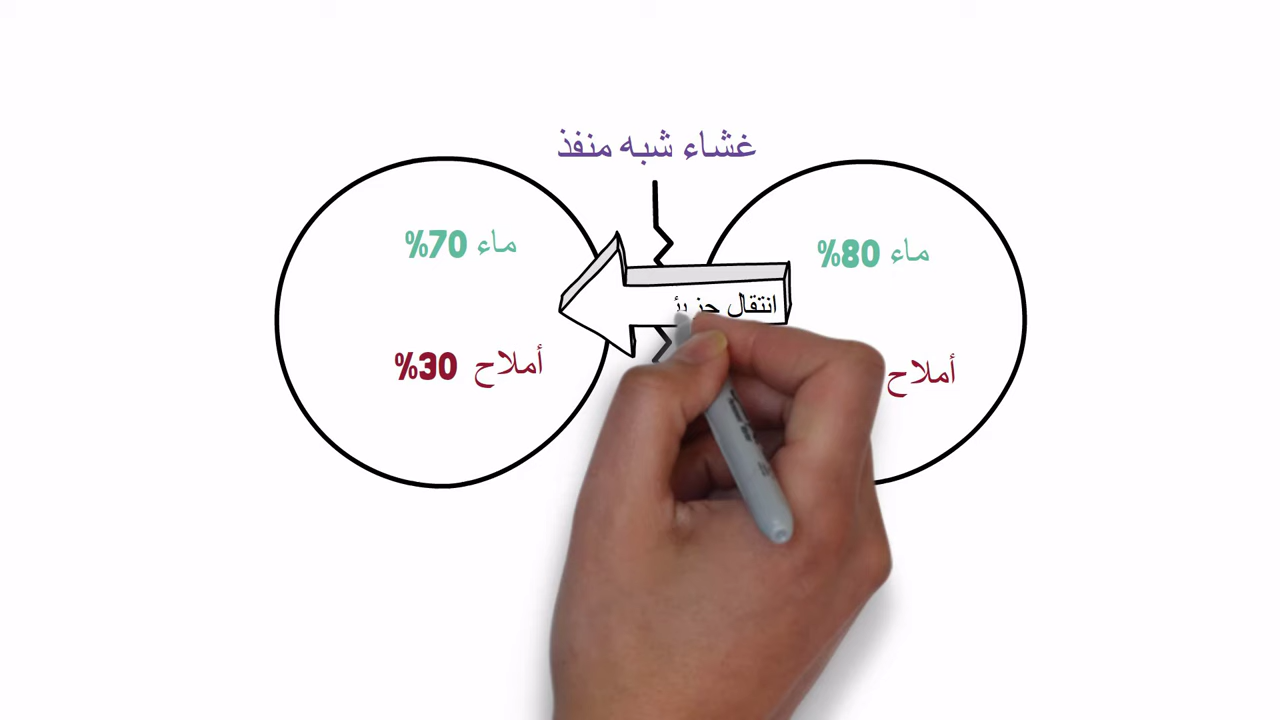 غشاء شبه منفذ
ماء 80%
ماء 70%
انتقال
أملاح
أملاح 30%